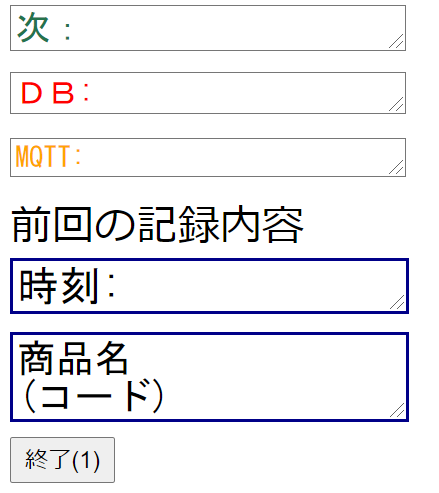 次：
ＤＢ：
MQTT：
前回の記録内容
時刻：
商品名
(コード)
終了(1)